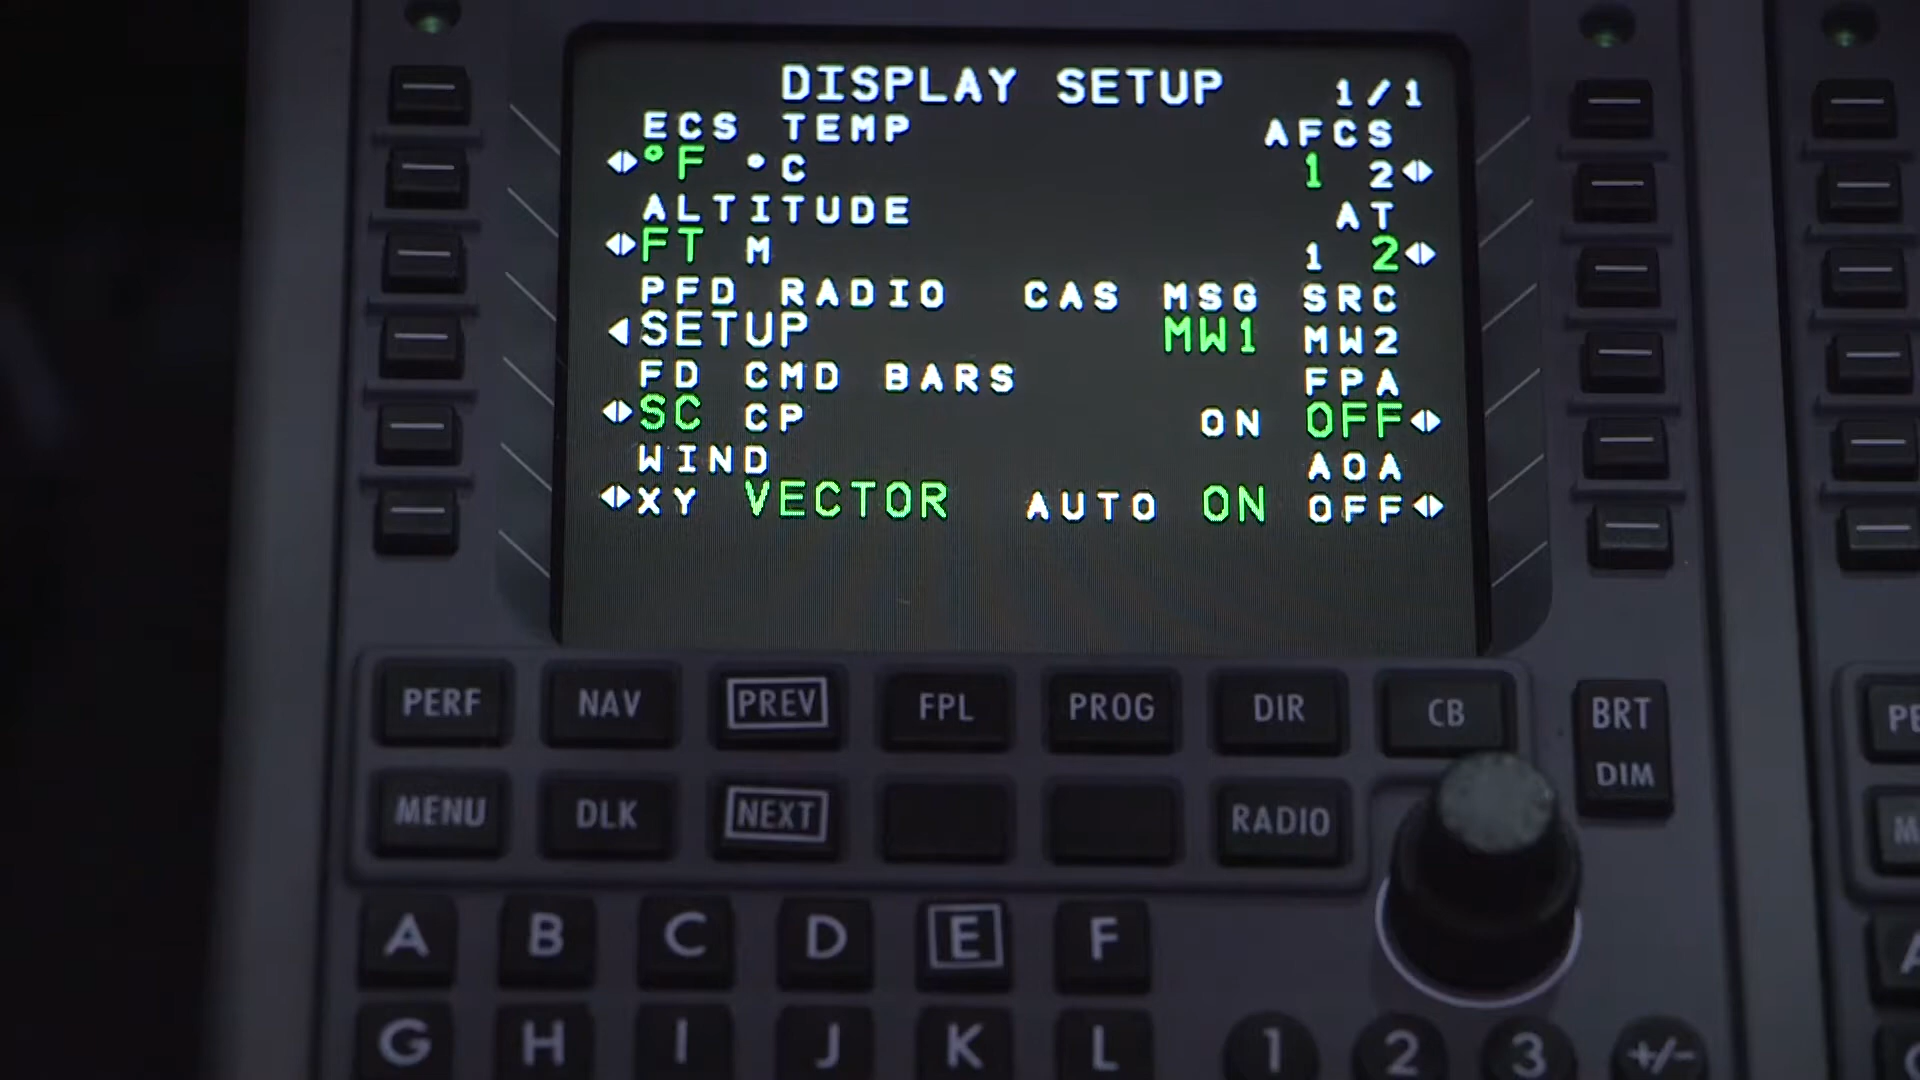 DISPLAY SETUP 1/1
ECS TEMP AFCS
°F °C 1 2
ALTITUDE AT
FT M 1 2
PFD RADIO CAS MSG SRC
SETUP MW1 MW2
FD CMD BARS FPA
SC CP ON OFF
WIND AOA
XY VECTOR AUTO ON OFF
PERF NAV PREV FPL PROG DIR CB BRT
DIM
MENU DLK NEXT RADIO
A B C D E F
G H I J K L 1 2 3 +/-